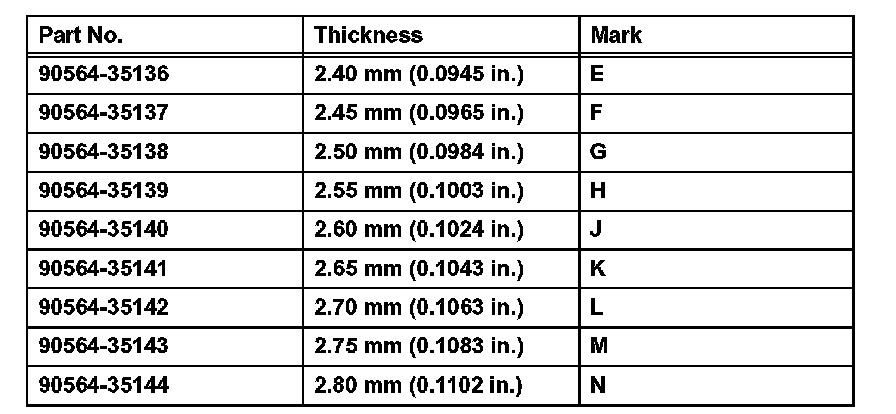 Part No. Thickness Mark
90564-35136 2.40 mm (0.0945 in.) E
90564-35137 2.45 mm (0.0965 in.) F
90564-35138 2.50 mm (0.0984 in.) G
90564-35139 2.55 mm (0.1003 in.) H
90564-35140 2.60 mm (0.1024 in.) J
90564-35141 2.65 mm (0.1043 in.) K
90564-35142 2.70 mm (0.1063 in.) L
90564-35143 2.75 mm (0.1083 in.) M
90564-35144 2.80 mm (0.1102 in.) N